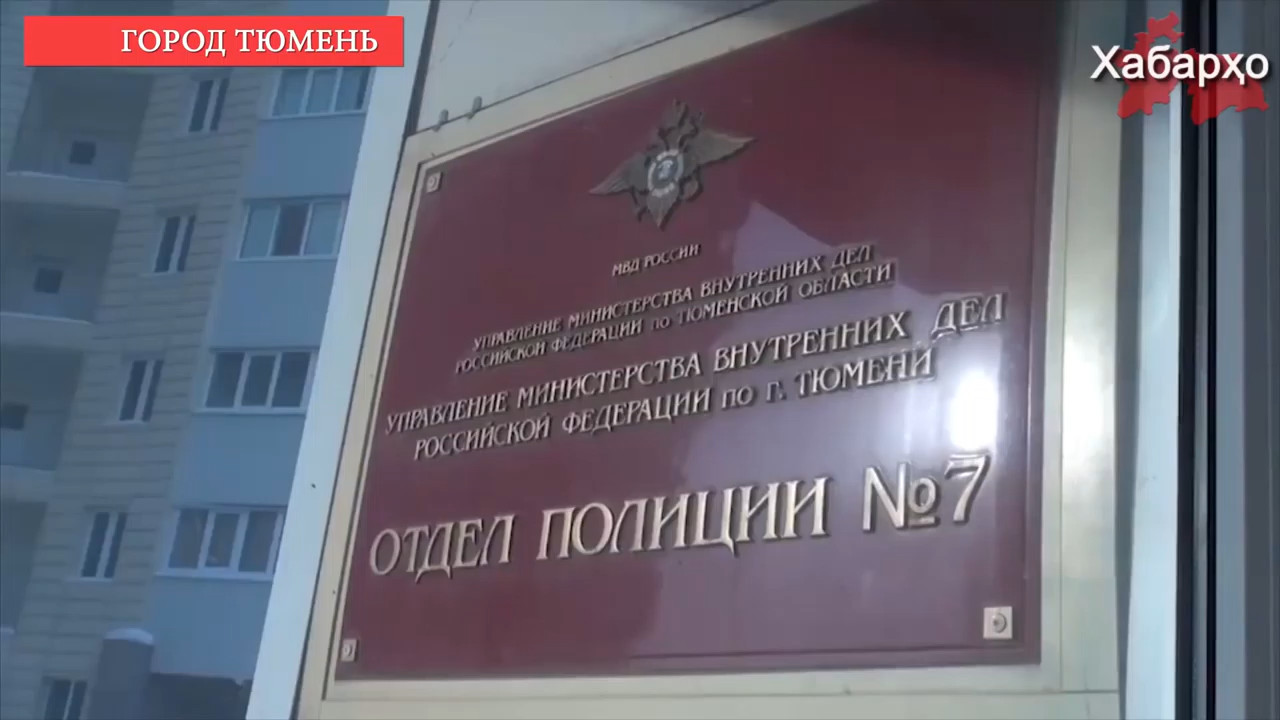 ГОРОД ТЮМЕНЬ
Хабарҳо
МВД РОССИИ
УПРАВЛЕНИЕ МИНИСТЕРСТВА ВНУТРЕННИХ ДЕЛ
РОССИЙСКОЙ ФЕДЕРАЦИИ по ТЮМЕНСКОЙ ОБЛАСТИ
УПРАВЛЕНИЕ МИНИСТЕРСТВА ВНУТРЕННИХ ДЕЛ
РОССИЙСКОЙ ФЕДЕРАЦИИ по г. ТЮМЕНИ
ОТДЕЛ ПОЛИЦИИ №7